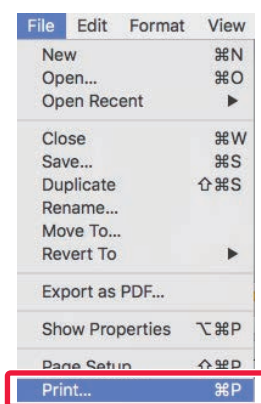 File Edit Format View
New ⌘N
Open... ⌘O
Open Recent ▶
Close ⌘W
Save... ⌘S
Duplicate ⇧⌘S
Rename...
Move To...
Revert To ▶
Export as PDF...
Show Properties ⌥⌘P
Page Setup ⇧⌘P
Print... ⌘P